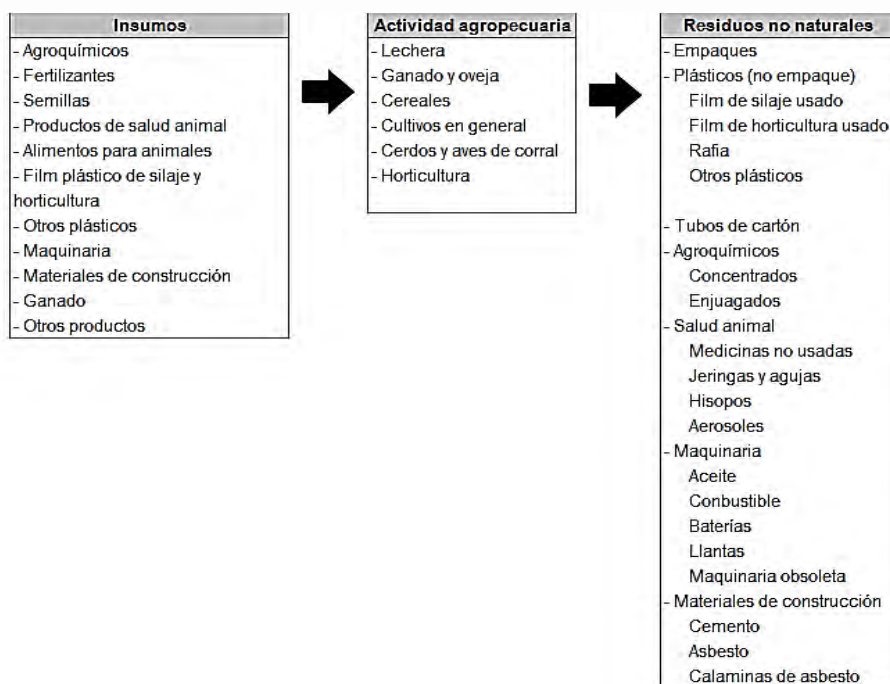 Insumos
- Agroquímicos
- Fertilizantes
- Semillas
- Productos de salud animal
- Alimentos para animales
- Film plástico de silaje y
horticultura
- Otros plásticos
- Maquinaria
- Materiales de construcción
- Ganado
- Otros productos
Actividad agropecuaria
- Lechera
- Ganado y oveja
- Cereales
- Cultivos en general
- Cerdos y aves de corral
- Horticultura
Residuos no naturales
- Empaques
- Plásticos (no empaque)
Film de silaje usado
Film de horticultura usado
Rafia
Otros plásticos
- Tubos de cartón
- Agroquímicos
Concentrados
Enjuagados
- Salud animal
Medicinas no usadas
Jeringas y agujas
Hisopos
Aerosoles
- Maquinaria
Aceite
Conbustible
Baterías
Llantas
Maquinaria obsoleta
- Materiales de construcción
Cemento
Asbesto
Calaminas de asbesto